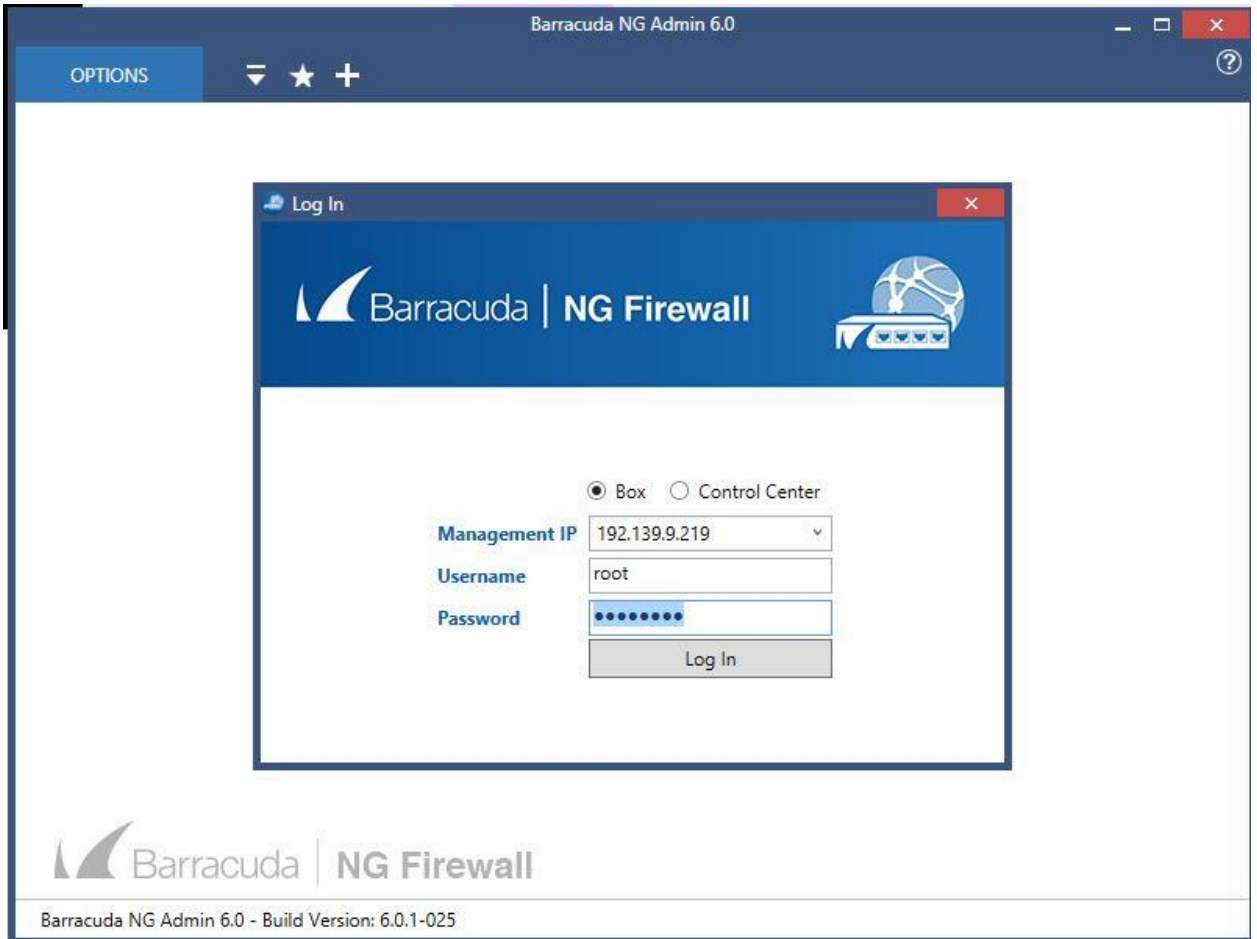 Barracuda NG Admin 6.0
OPTIONS
Log In
Barracuda | NG Firewall
Box Control Center
Management IP 192.139.9.219
Username root
Password ••••••••
Log In
Barracuda | NG Firewall
Barracuda NG Admin 6.0 - Build Version: 6.0.1-025